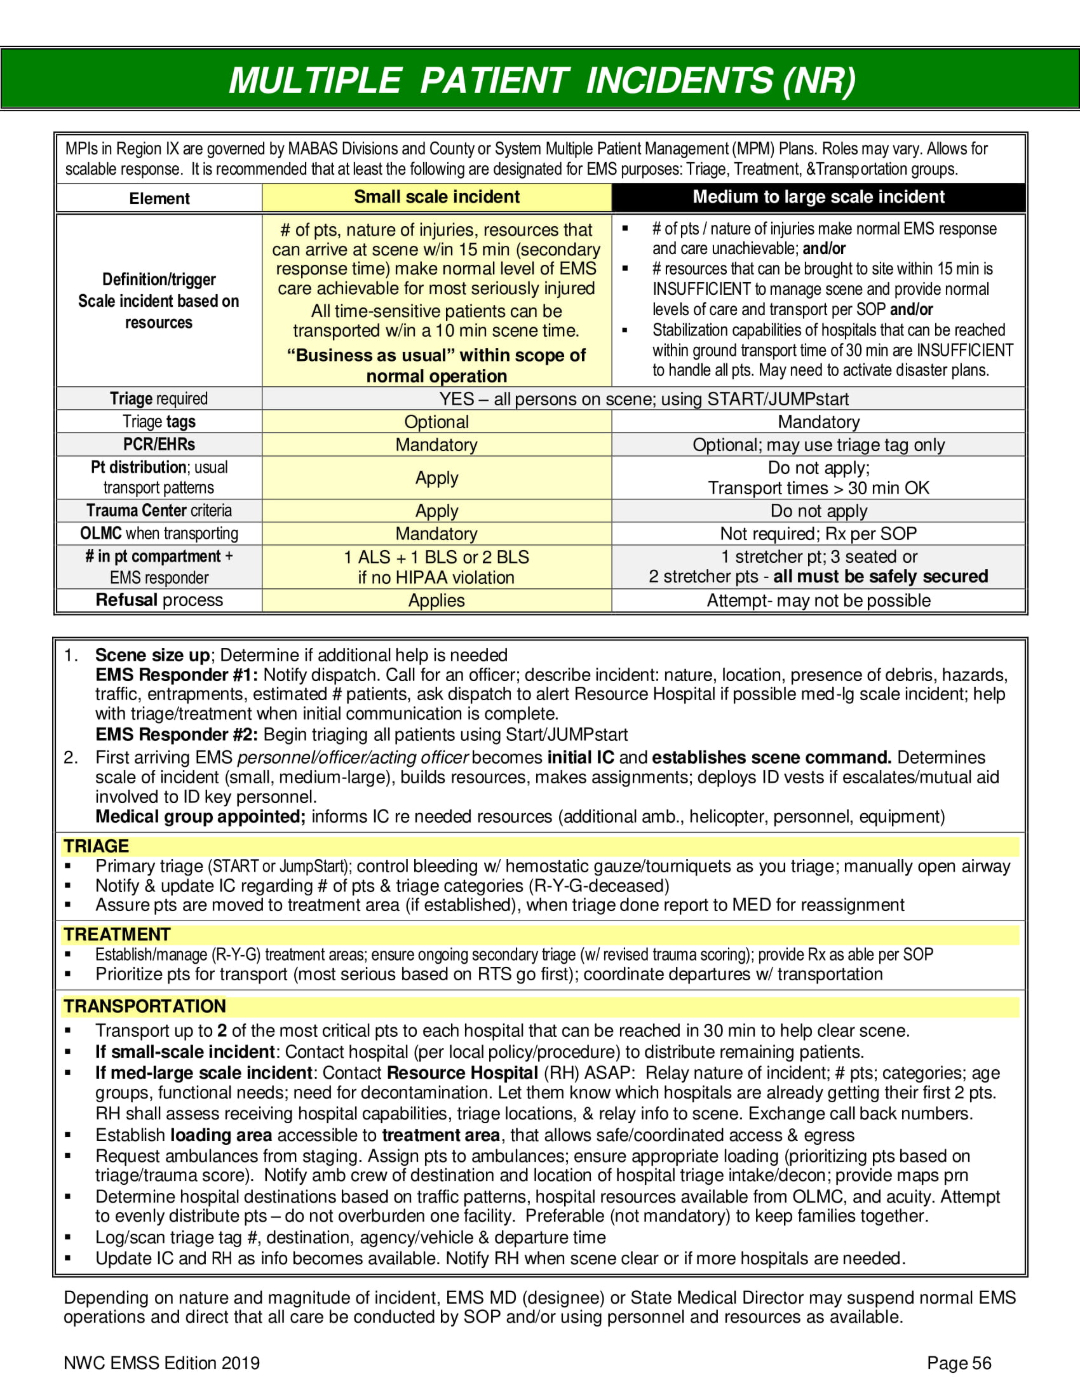 MULTIPLE PATIENT INCIDENTS (NR)
MPIs in Region IX are governed by MABAS Divisions and County or System Multiple Patient Management (MPM) Plans. Roles may vary. Allows for
scalable response. It is recommended that at least the following are designated for EMS purposes: Triage, Treatment, &Transportation groups.
Element
Small scale incident
Medium to large scale incident
Definition/trigger
Scale incident based on
resources
# of pts, nature of injuries, resources that
can arrive at scene w/in 15 min (secondary
response time) make normal level of EMS
care achievable for most seriously injured
All time-sensitive patients can be
transported w/in a 10 min scene time.
“Business as usual” within scope of
normal operation
▪ # of pts / nature of injuries make normal EMS response
and care unachievable; and/or
▪ # resources that can be brought to site within 15 min is
INSUFFICIENT to manage scene and provide normal
levels of care and transport per SOP and/or
▪ Stabilization capabilities of hospitals that can be reached
within ground transport time of 30 min are INSUFFICIENT
to handle all pts. May need to activate disaster plans.
Triage required
YES – all persons on scene; using START/JUMPstart
Triage tags
Optional
Mandatory
PCR/EHRs
Mandatory
Optional; may use triage tag only
Pt distribution; usual
transport patterns
Apply
Do not apply;
Transport times > 30 min OK
Trauma Center criteria
Apply
Do not apply
OLMC when transporting
Mandatory
Not required; Rx per SOP
# in pt compartment +
EMS responder
1 ALS + 1 BLS or 2 BLS
if no HIPAA violation
1 stretcher pt; 3 seated or
2 stretcher pts - all must be safely secured
Refusal process
Applies
Attempt- may not be possible
1. Scene size up; Determine if additional help is needed
EMS Responder #1: Notify dispatch. Call for an officer; describe incident: nature, location, presence of debris, hazards,
traffic, entrapments, estimated # patients, ask dispatch to alert Resource Hospital if possible med-lg scale incident; help
with triage/treatment when initial communication is complete.
EMS Responder #2: Begin triaging all patients using Start/JUMPstart
2. First arriving EMS personnel/officer/acting officer becomes initial IC and establishes scene command. Determines
scale of incident (small, medium-large), builds resources, makes assignments; deploys ID vests if escalates/mutual aid
involved to ID key personnel.
Medical group appointed; informs IC re needed resources (additional amb., helicopter, personnel, equipment)
TRIAGE
▪ Primary triage (START or JumpStart); control bleeding w/ hemostatic gauze/tourniquets as you triage; manually open airway
▪ Notify & update IC regarding # of pts & triage categories (R-Y-G-deceased)
▪ Assure pts are moved to treatment area (if established), when triage done report to MED for reassignment
TREATMENT
▪ Establish/manage (R-Y-G) treatment areas; ensure ongoing secondary triage (w/ revised trauma scoring); provide Rx as able per SOP
▪ Prioritize pts for transport (most serious based on RTS go first); coordinate departures w/ transportation
TRANSPORTATION
▪ Transport up to 2 of the most critical pts to each hospital that can be reached in 30 min to help clear scene.
▪ If small-scale incident: Contact hospital (per local policy/procedure) to distribute remaining patients.
▪ If med-large scale incident: Contact Resource Hospital (RH) ASAP: Relay nature of incident; # pts; categories; age
groups, functional needs; need for decontamination. Let them know which hospitals are already getting their first 2 pts.
RH shall assess receiving hospital capabilities, triage locations, & relay info to scene. Exchange call back numbers.
▪ Establish loading area accessible to treatment area, that allows safe/coordinated access & egress
▪ Request ambulances from staging. Assign pts to ambulances; ensure appropriate loading (prioritizing pts based on
triage/trauma score). Notify amb crew of destination and location of hospital triage intake/decon; provide maps prn
▪ Determine hospital destinations based on traffic patterns, hospital resources available from OLMC, and acuity. Attempt
to evenly distribute pts – do not overburden one facility. Preferable (not mandatory) to keep families together.
▪ Log/scan triage tag #, destination, agency/vehicle & departure time
▪ Update IC and RH as info becomes available. Notify RH when scene clear or if more hospitals are needed.
Depending on nature and magnitude of incident, EMS MD (designee) or State Medical Director may suspend normal EMS
operations and direct that all care be conducted by SOP and/or using personnel and resources as available.
NWC EMSS Edition 2019
Page 56